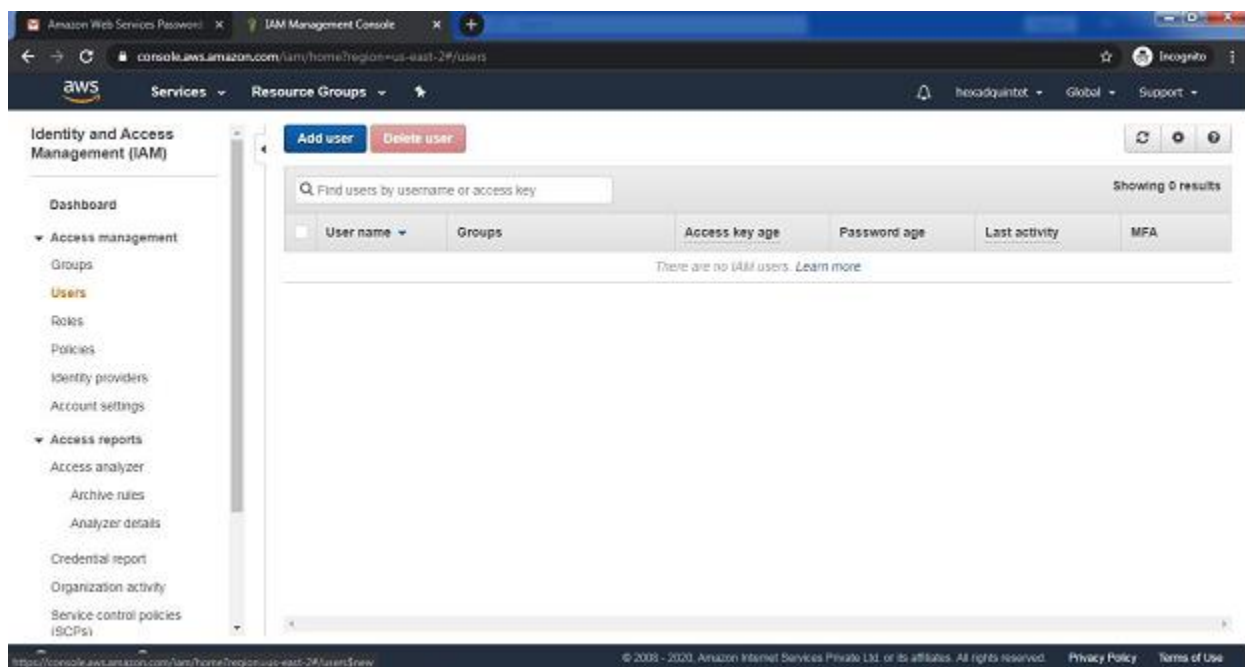 Amazon Web Services Password
IAM Management Console
console.aws.amazon.com/iam/home?region=us-east-2#/users
Incognito
aws
Services
Resource Groups
hexadquintet
Global
Support
Identity and Access
Management (IAM)
Dashboard
Access management
Groups
Users
Roles
Policies
Identity providers
Account settings
Access reports
Access analyzer
Archive rules
Analyzer details
Credential report
Organization activity
Service control policies
(SCPs)
Add user
Delete user
Find users by username or access key
Showing 0 results
User name
Groups
Access key age
Password age
Last activity
MFA
There are no IAM users. Learn more
https://console.aws.amazon.com/iam/home?region=us-east-2#/users$new
© 2008 - 2020, Amazon Internet Services Private Ltd. or its affiliates. All rights reserved.
Privacy Policy
Terms of Use